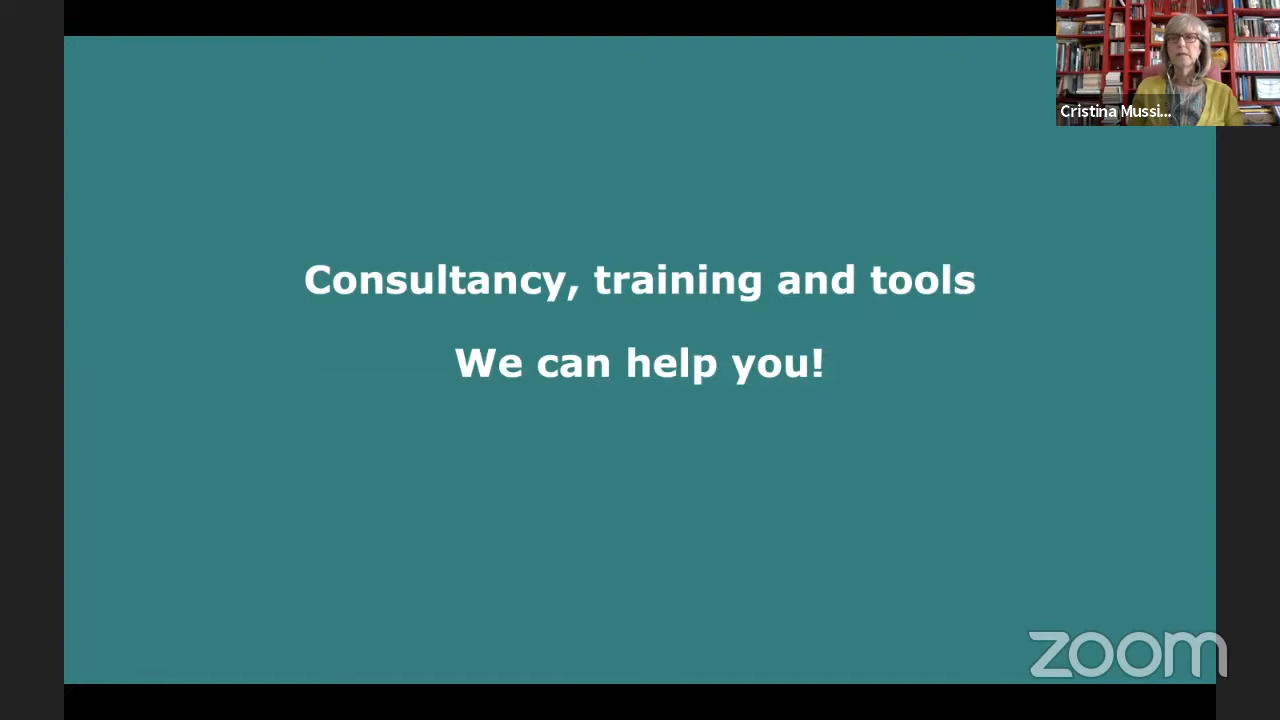 Cristina Mussi...
Consultancy, training and tools
We can help you!
zoom